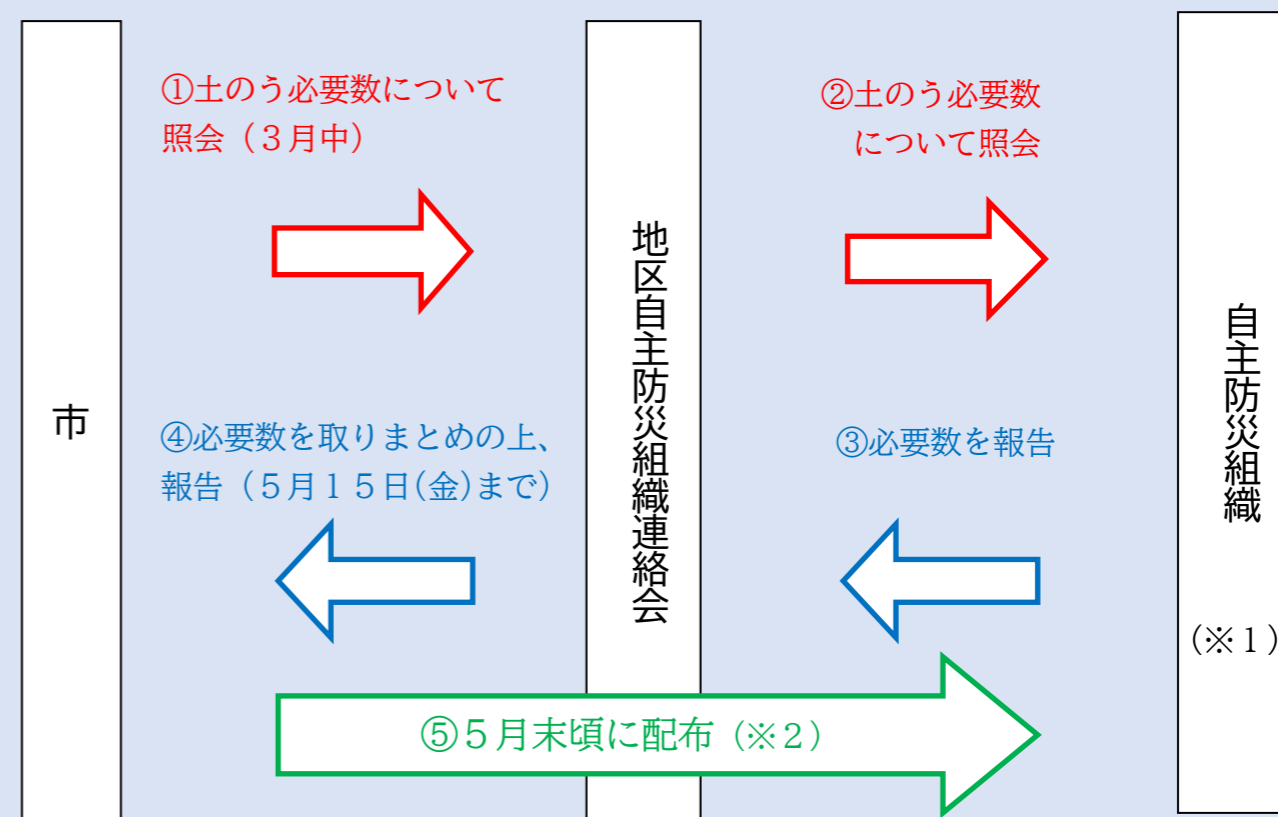 市
①土のう必要数について
照会（３月中）
地区自主防災組織連絡会
②土のう必要数
について照会
自主防災組織
（※１）
③必要数を報告
④必要数を取りまとめの上、
報告（５月１５日(金)まで）
⑤５月末頃に配布（※２）